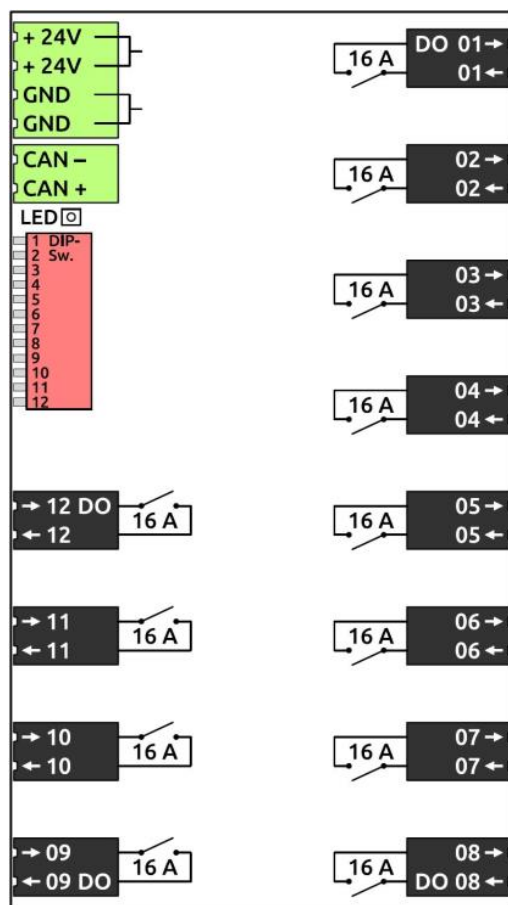 + 24V
+ 24V
GND
GND
CAN –
CAN +
LED
1 DIP-
2 Sw.
3
4
5
6
7
8
9
10
11
12
→ 12 DO
← 12
16 A
→ 11
← 11
16 A
→ 10
← 10
16 A
→ 09
← 09 DO
16 A
16 A
DO 01 →
01 ←
16 A
02 →
02 ←
16 A
03 →
03 ←
16 A
04 →
04 ←
16 A
05 →
05 ←
16 A
06 →
06 ←
16 A
07 →
07 ←
16 A
08 →
DO 08 ←